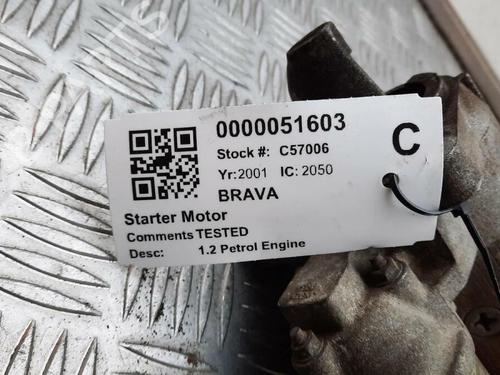 0000051603
Stock #: C57006
C
Yr:2001 IC: 2050
BRAVA
Starter Motor
Comments TESTED
Desc: 1.2 Petrol Engine